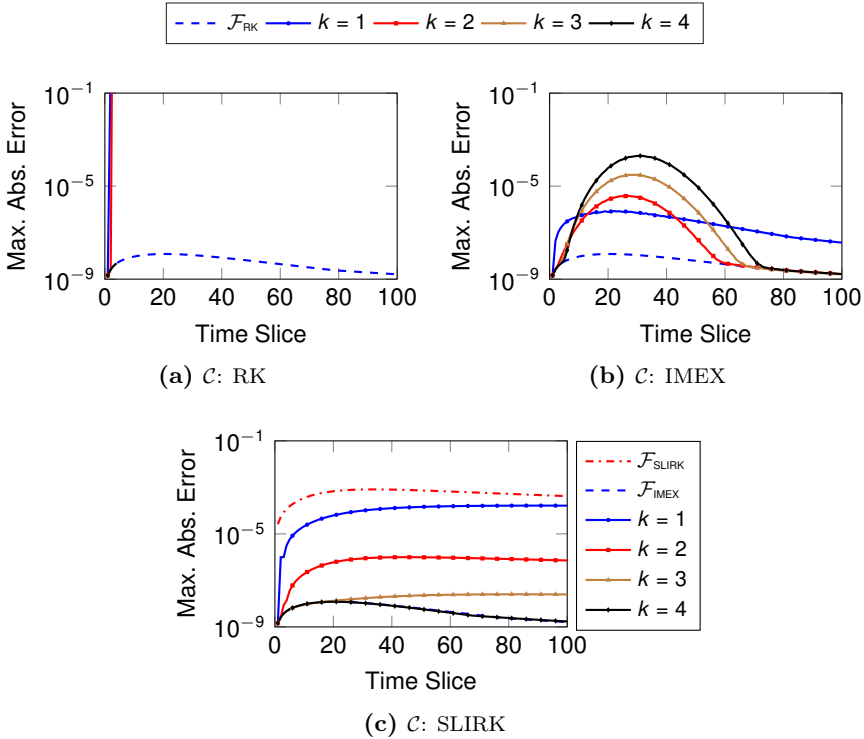 F_RK k = 1 k = 2 k = 3 k = 4
10^−1
10^−5
10^−9
Max. Abs. Error
0 20 40 60 80 100
Time Slice
(a) C: RK
10^−1
10^−5
10^−9
Max. Abs. Error
0 20 40 60 80 100
Time Slice
(b) C: IMEX
10^−1
10^−5
10^−9
Max. Abs. Error
0 20 40 60 80 100
Time Slice
F_SLIRK
F_IMEX
k = 1
k = 2
k = 3
k = 4
(c) C: SLIRK